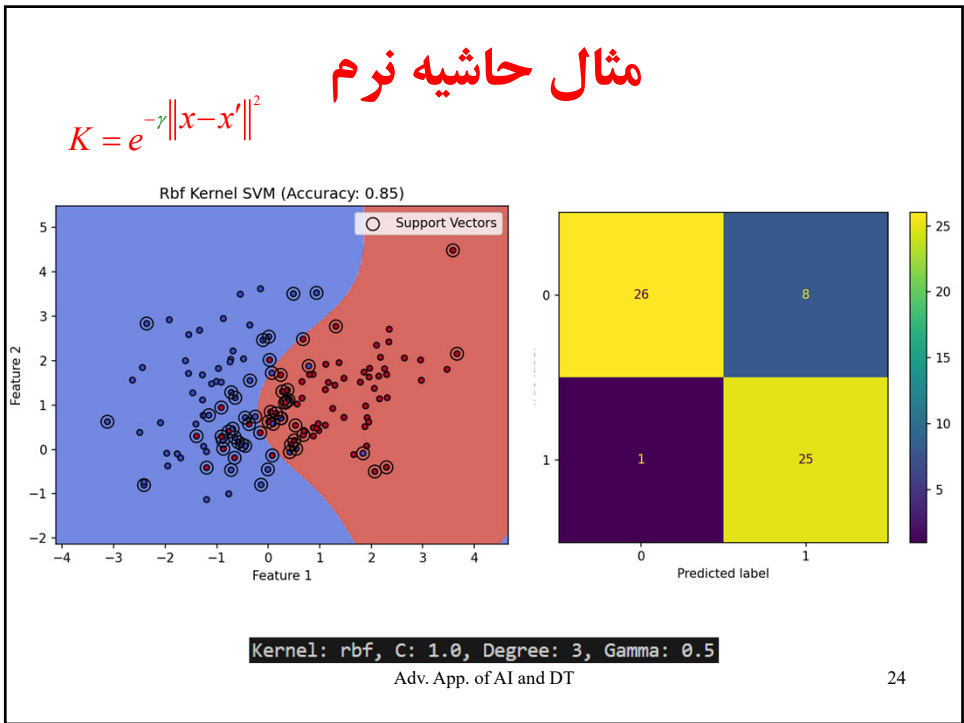 مثال حاشیه نرم
K = e^{-γ‖x-x′‖^2}
Rbf Kernel SVM (Accuracy: 0.85)
Support Vectors
5
4
3
2
1
0
−1
−2
Feature 2
−4 −3 −2 −1 0 1 2 3 4
Feature 1
0
1
26 8
1 25
0 1
Predicted label
25
20
15
10
5
Kernel: rbf, C: 1.0, Degree: 3, Gamma: 0.5
Adv. App. of AI and DT 24